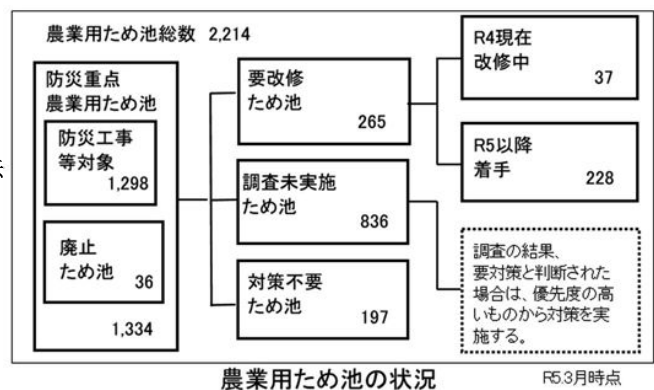 農業用ため池総数 2,214
防災重点
農業用ため池
防災工事
等対象
1,298
廃止
ため池
36
1,334
要改修
ため池
265
調査未実施
ため池
836
対策不要
ため池
197
R4現在
改修中
37
R5以降
着手
228
調査の結果、
要対策と判断された
場合は、優先度の高
いものから対策を実
施する。
農業用ため池の状況
R5.3月時点